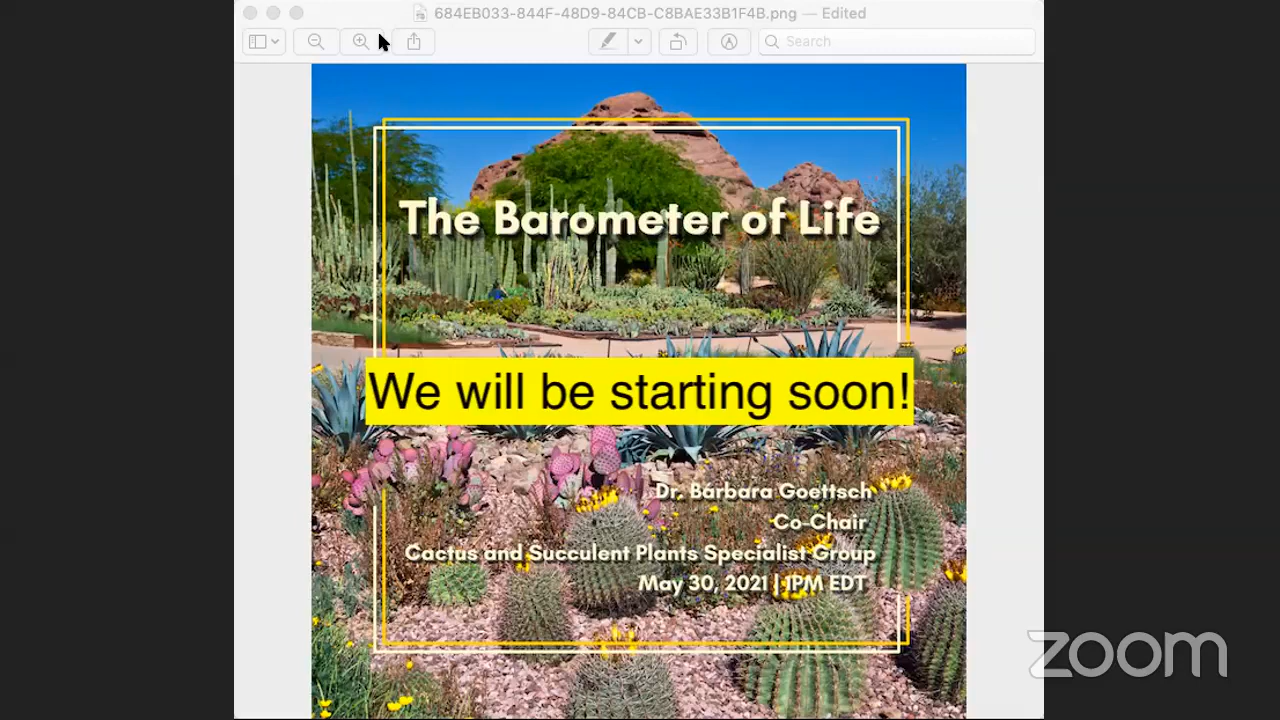 684EB033-844F-48D9-84CB-C8BAE33B1F4B.png — Edited
Search
The Barometer of Life
We will be starting soon!
Dr. Bárbara Goettsch
Co-Chair
Cactus and Succulent Plants Specialist Group
May 30, 2021 | 1PM EDT
zoom